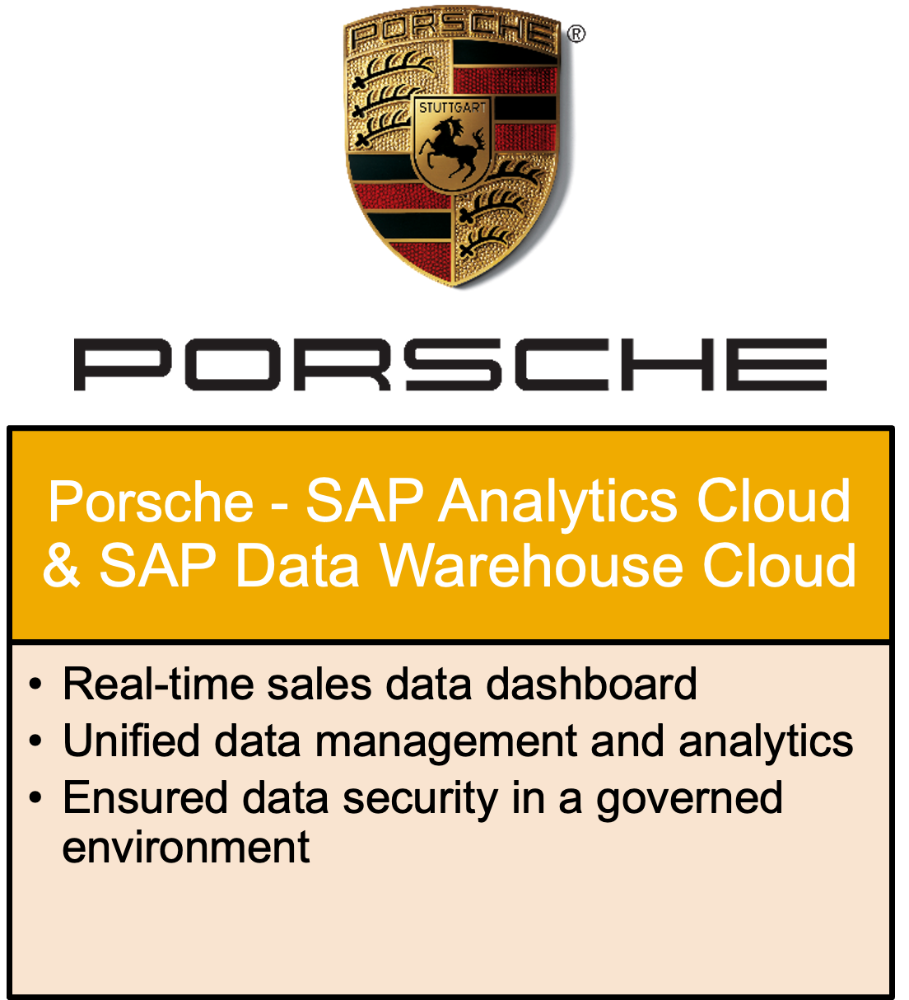 PORSCHE ®
STUTTGART
PORSCHE
Porsche - SAP Analytics Cloud
& SAP Data Warehouse Cloud
• Real-time sales data dashboard
• Unified data management and analytics
• Ensured data security in a governed
environment